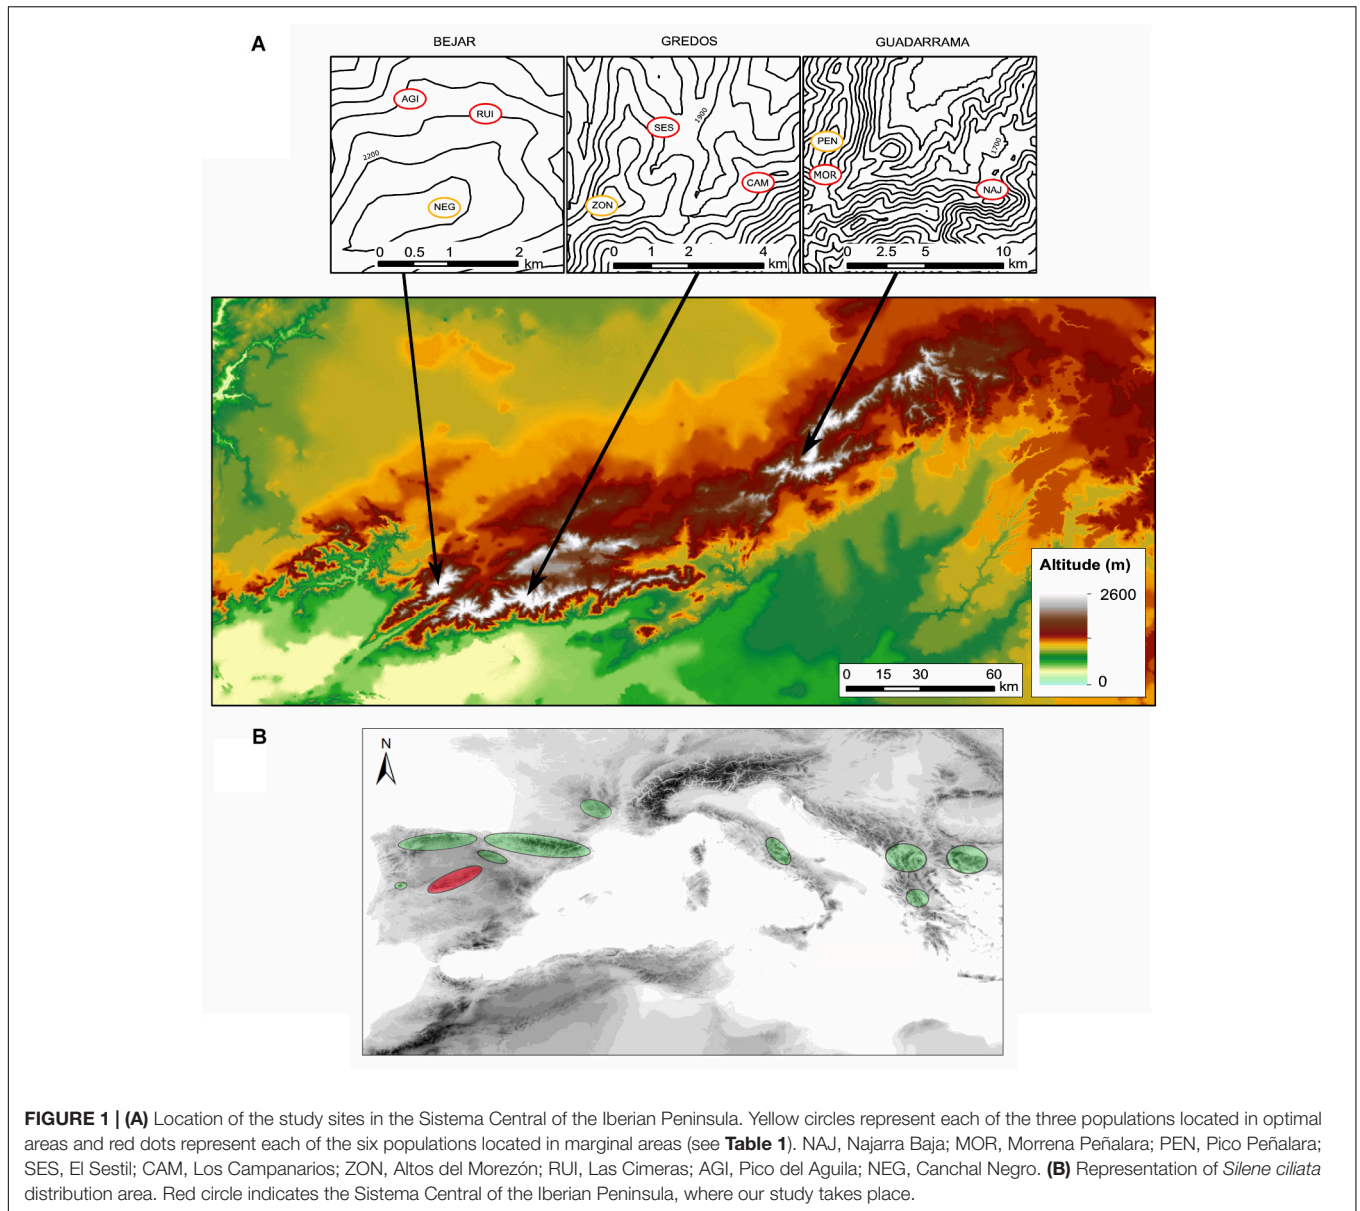 A
BEJAR
GREDOS
GUADARRAMA
AGI
RUI
2200
NEG
0 0.5 1 2
km
SES
1900
CAM
ZON
0 1 2 4
km
PEN
1700
MOR
NAJ
0 2.5 5 10
km
Altitude (m)
2600
0
0 15 30 60
km
B
N
FIGURE 1 | (A) Location of the study sites in the Sistema Central of the Iberian Peninsula. Yellow circles represent each of the three populations located in optimal
areas and red dots represent each of the six populations located in marginal areas (see Table 1). NAJ, Najarra Baja; MOR, Morrena Peñalara; PEN, Pico Peñalara;
SES, El Sestil; CAM, Los Campanarios; ZON, Altos del Morezón; RUI, Las Cimeras; AGI, Pico del Aguila; NEG, Canchal Negro. (B) Representation of Silene ciliata
distribution area. Red circle indicates the Sistema Central of the Iberian Peninsula, where our study takes place.